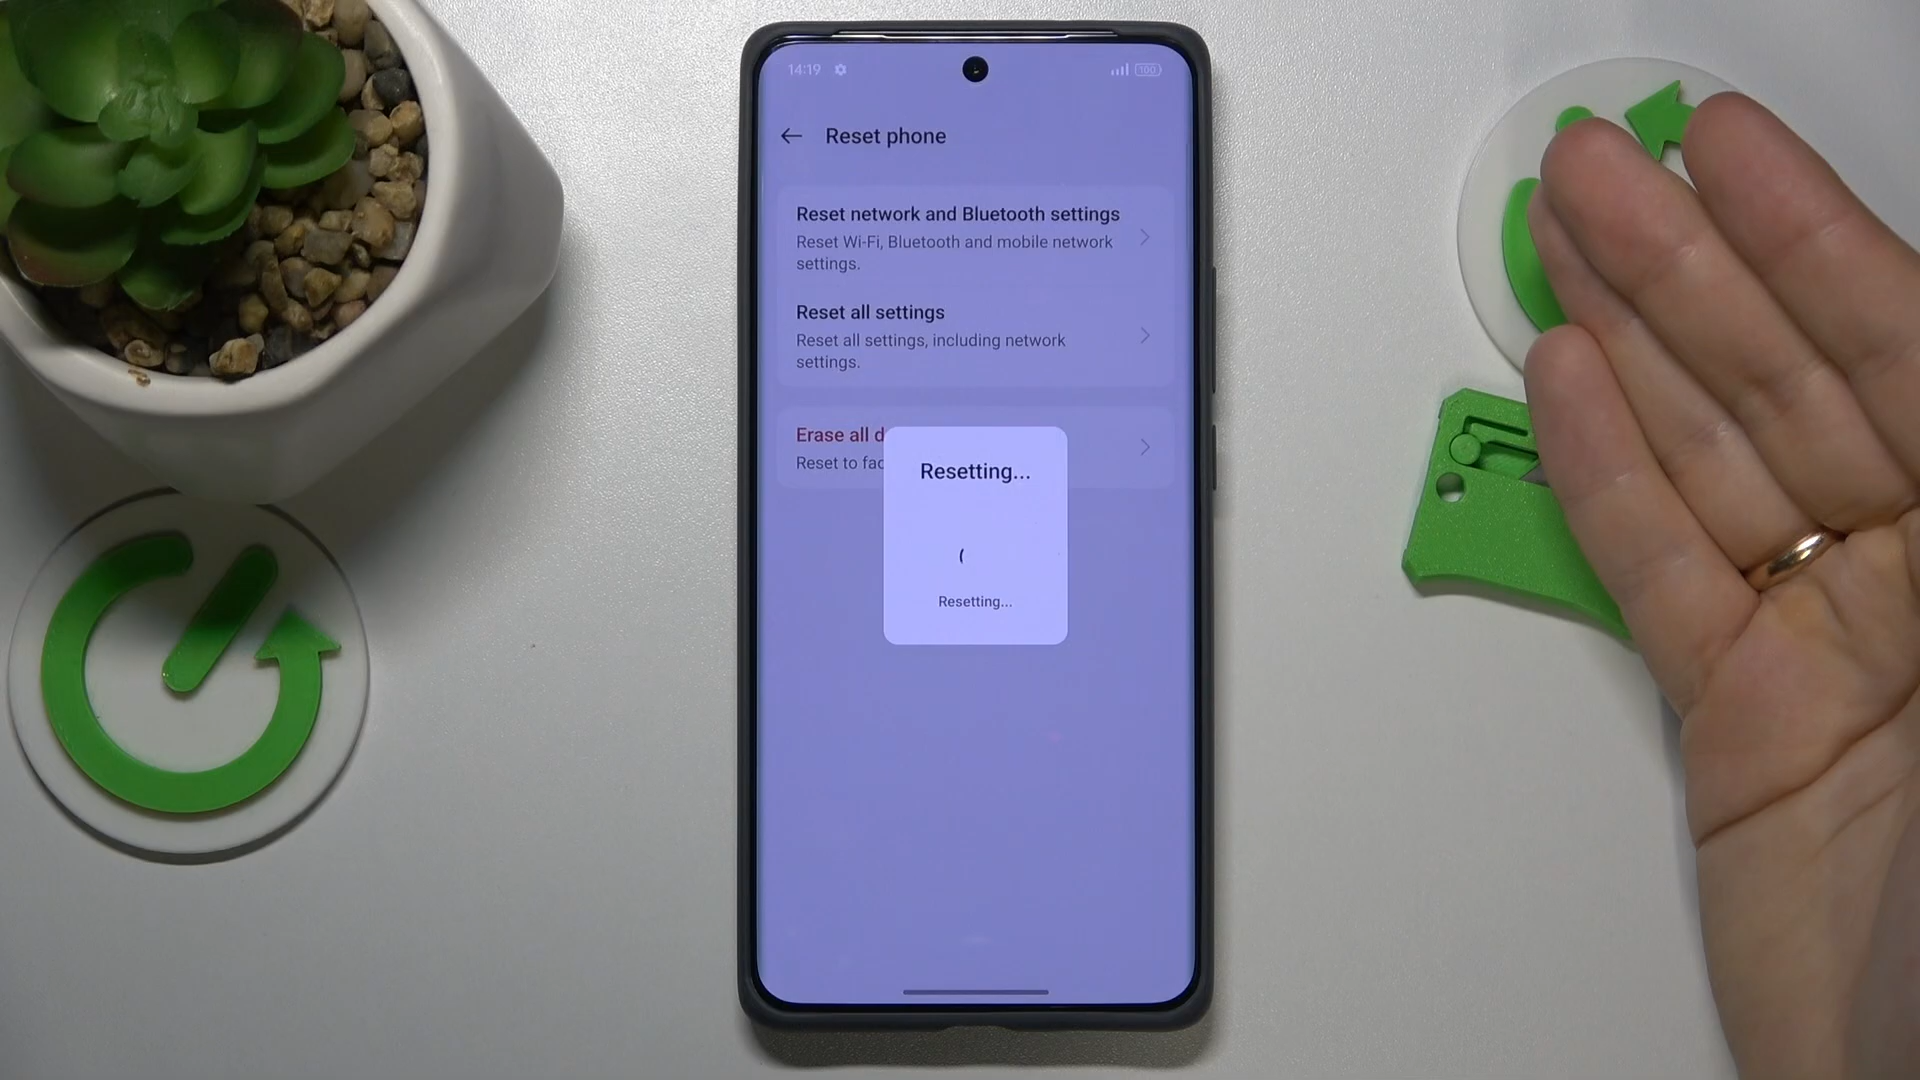 14:19
100
Reset phone
Reset network and Bluetooth settings
Reset Wi-Fi, Bluetooth and mobile network
settings.
Reset all settings
Reset all settings, including network
settings.
Erase all d
Reset to fac
Resetting...
Resetting...